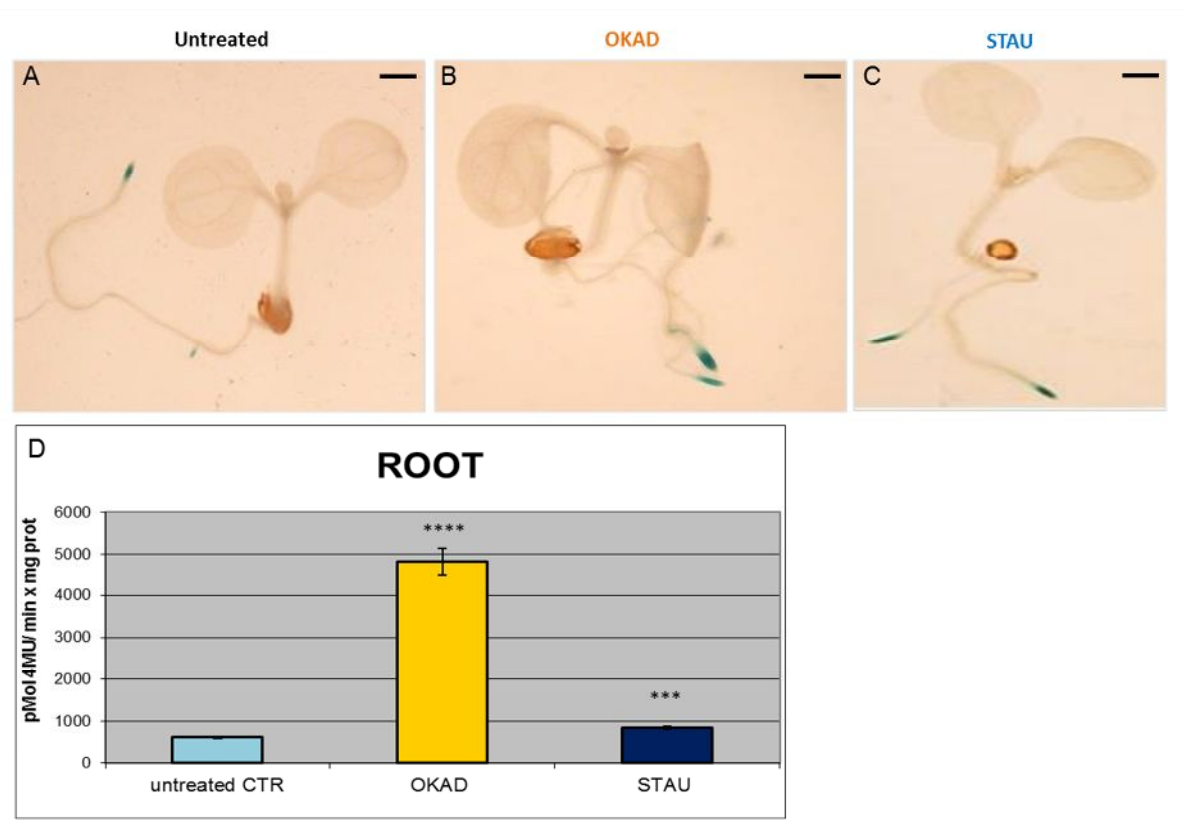 Untreated
OKAD
STAU
A
B
C
D
ROOT
pMol4MU/ min x mg prot
6000
5000
4000
3000
2000
1000
0
****
***
untreated CTR
OKAD
STAU